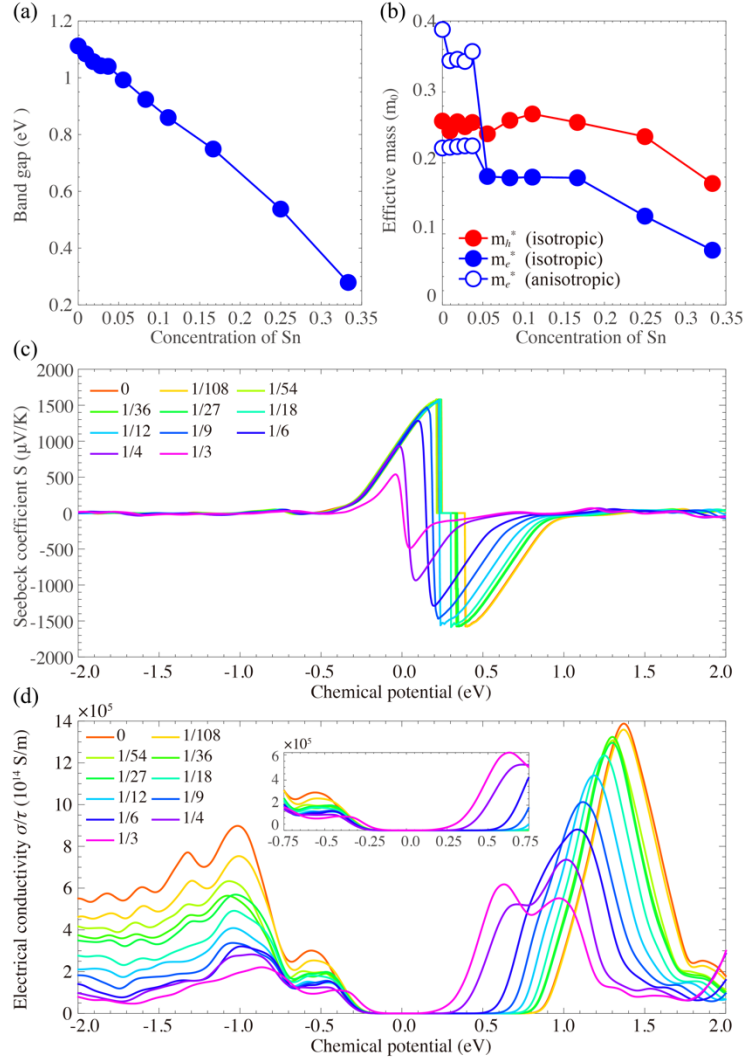 (a)
1.2
1
0.8
0.6
0.4
0.2
Band gap (eV)
0 0.05 0.1 0.15 0.2 0.25 0.3 0.35
Concentration of Sn
(b)
0.4
0.3
0.2
0.1
0
Effictive mass (m₀)
m_h* (isotropic)
m_e* (isotropic)
m_e* (anisotropic)
0 0.05 0.1 0.15 0.2 0.25 0.3 0.35
Concentration of Sn
(c)
2000
1500
1000
500
0
-500
-1000
-1500
-2000
Seebeck coefficient S (μV/K)
0 1/108 1/54
1/36 1/27 1/18
1/12 1/9 1/6
1/4 1/3
-2.0 -1.5 -1.0 -0.5 0.0 0.5 1.0 1.5 2.0
Chemical potential (eV)
(d)
×10⁵
14
12
10
8
6
4
2
0
Electrical conductivity σ/τ (10¹⁴ S/m)
0 1/108
1/54 1/36
1/27 1/18
1/12 1/9
1/6 1/4
1/3
×10⁵
6
4
2
0
-0.75 -0.5 -0.25 0.0 0.25 0.5 0.75
-2.0 -1.5 -1.0 -0.5 0.0 0.5 1.0 1.5 2.0
Chemical potential (eV)